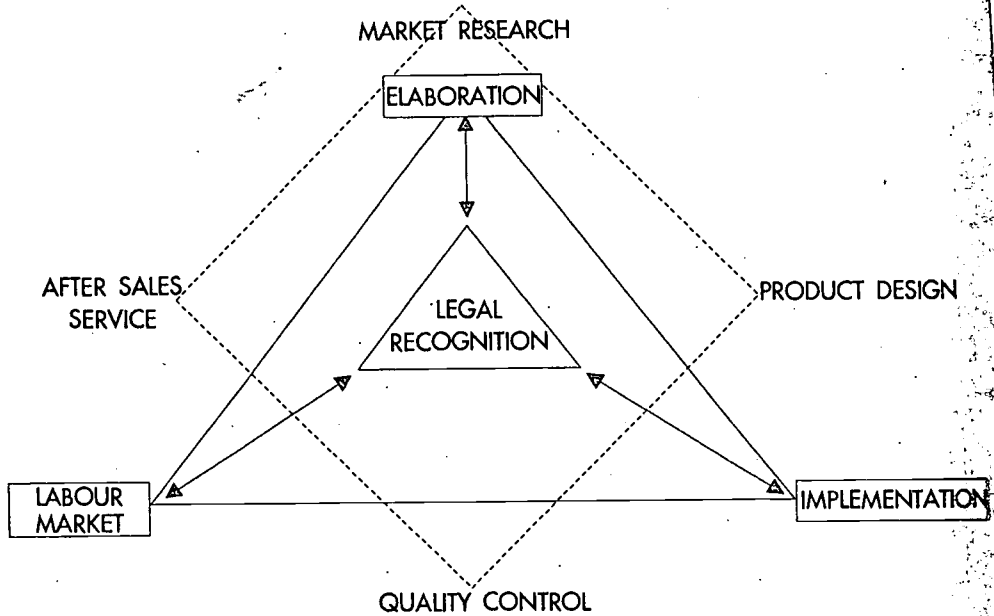 MARKET RESEARCH
ELABORATION
AFTER SALES
SERVICE
PRODUCT DESIGN
LEGAL
RECOGNITION
LABOUR
MARKET
IMPLEMENTATION
QUALITY CONTROL